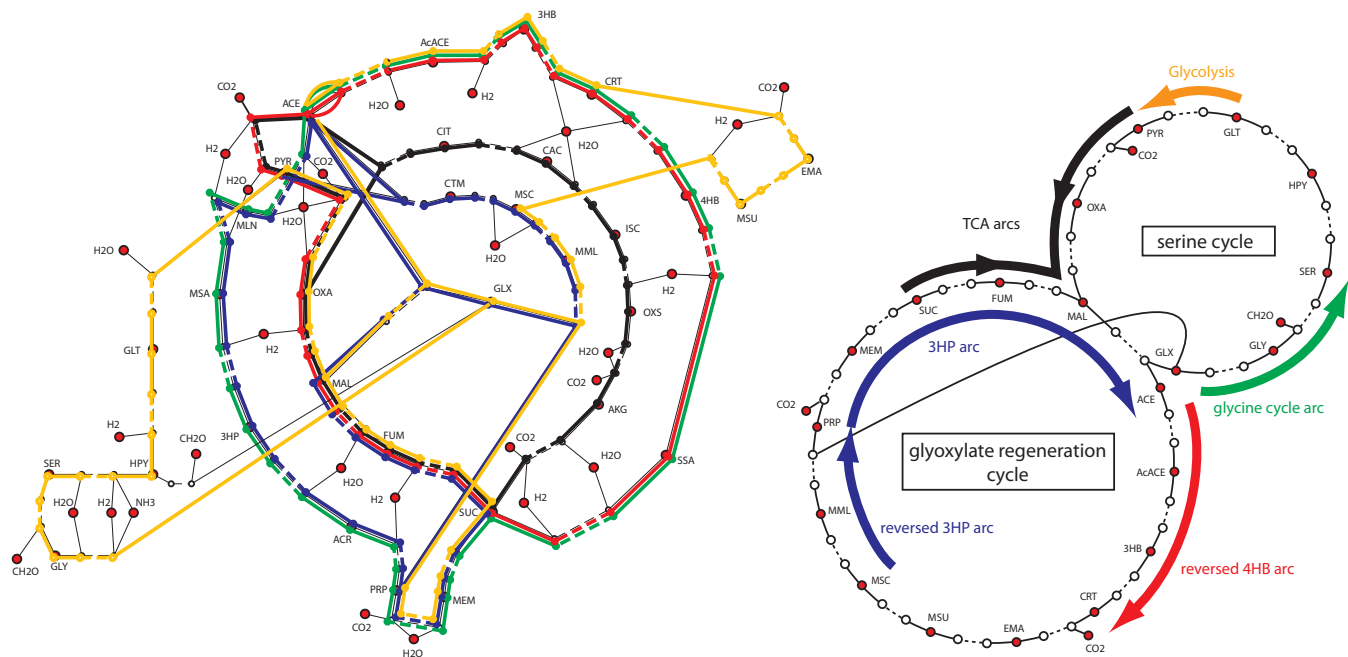 3HB
AcACE
CO2
ACE
H2O
H2
CRT
CO2
H2
H2
CIT
H2O
PYR
CO2
CAC
EMA
H2O
CTM
MSC
MSU
4HB
H2O
MLN
ISC
H2O
H2O
MML
MSA
OXA
GLX
H2
OXS
GLT
H2
H2O
MAL
CO2
AKG
H2
3HP
FUM
CH2O
CO2
SER
HPY
H2O
H2O
SSA
H2O
H2
NH3
H2
H2
SUC
ACR
CH2O
GLY
PRP
MEM
CO2
H2O
Glycolysis
PYR
GLT
CO2
HPY
OXA
TCA arcs
serine cycle
SER
FUM
SUC
MAL
CH2O
3HP arc
MEM
GLX
GLY
ACE
glycine cycle arc
CO2
PRP
glyoxylate regeneration
cycle
AcACE
MML
reversed 3HP arc
3HB
reversed 4HB arc
MSC
CRT
MSU
EMA
CO2